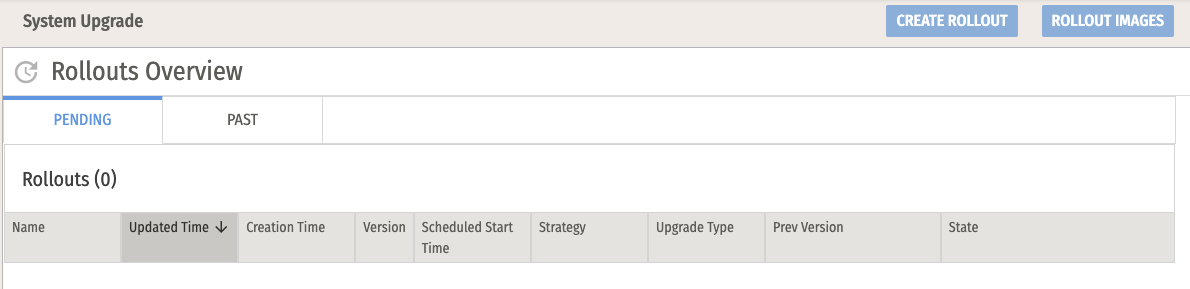 System Upgrade
CREATE ROLLOUT
ROLLOUT IMAGES
Rollouts Overview
PENDING
PAST
Rollouts (0)
Name
Updated Time
Creation Time
Version
Scheduled Start
Time
Strategy
Upgrade Type
Prev Version
State